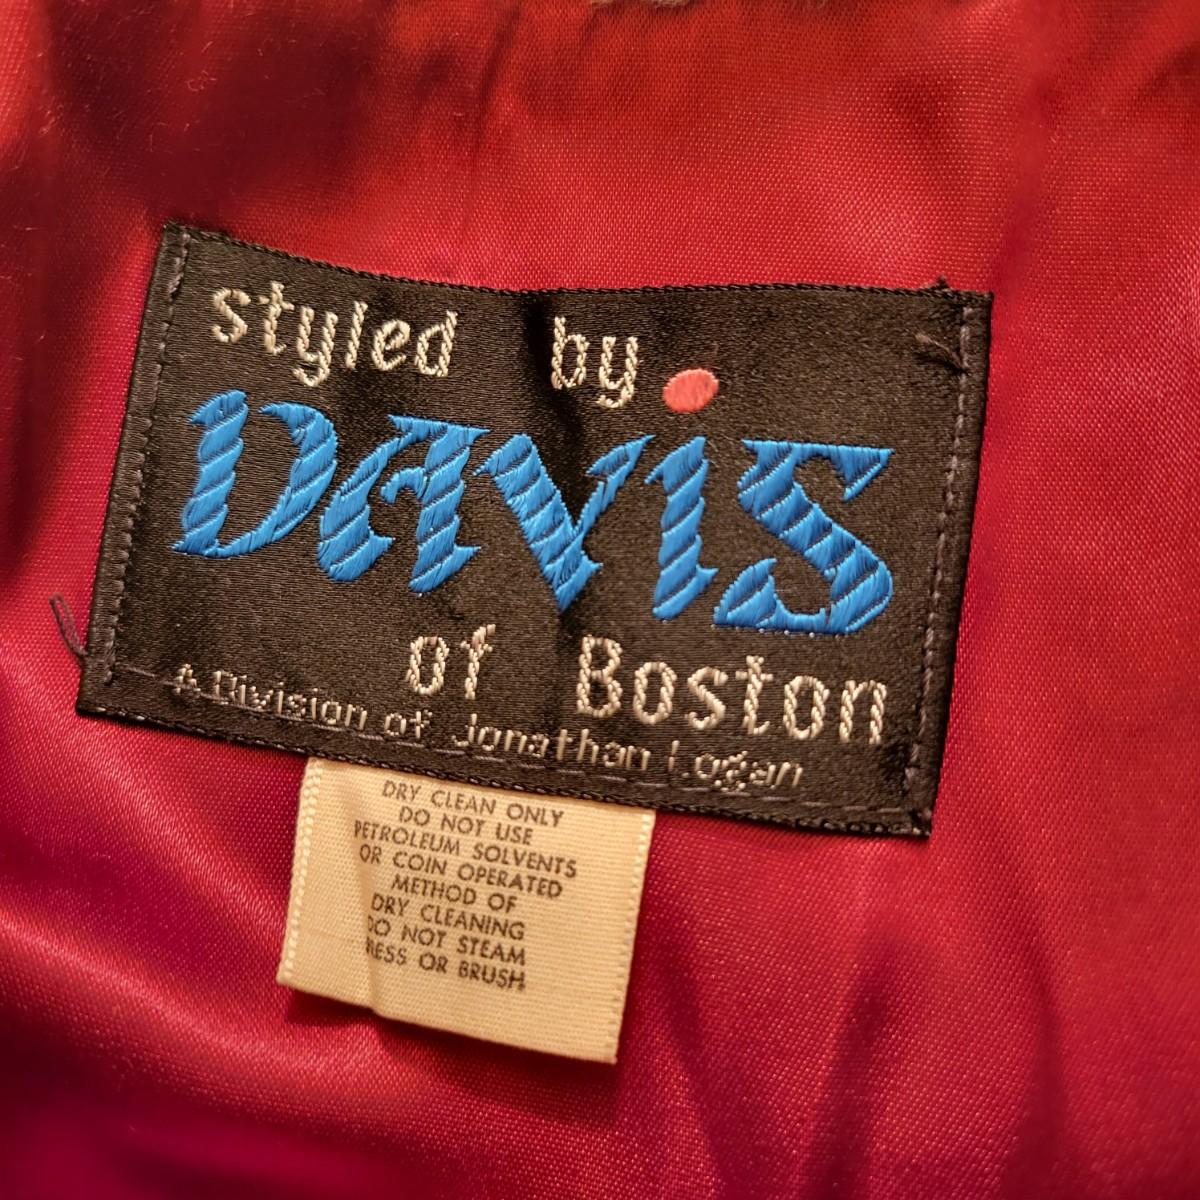 styled by
DAViS
of Boston
A Division of Jonathan Logan
DRY CLEAN ONLY
DO NOT USE
PETROLEUM SOLVENTS
OR COIN OPERATED
METHOD OF
DRY CLEANING
DO NOT STEAM
PRESS OR BRUSH